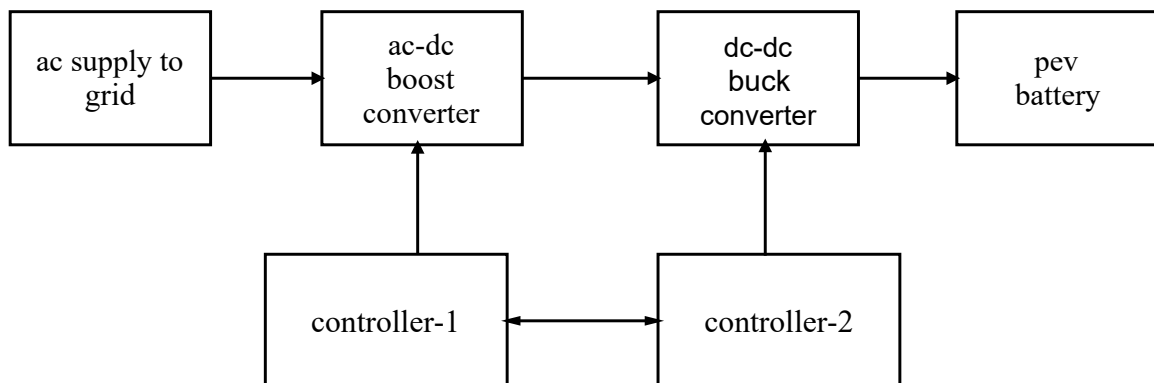 ac supply to
grid
ac-dc
boost
converter
dc-dc
buck
converter
pev
battery
controller-1
controller-2